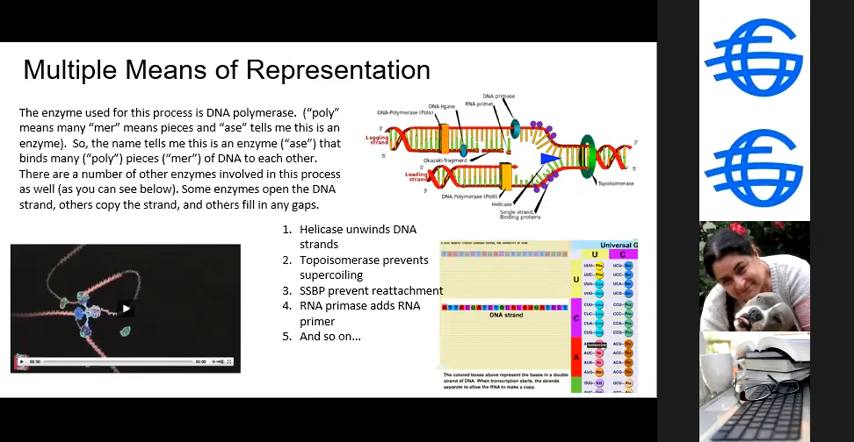 Multiple Means of Representation
The enzyme used for this process is DNA polymerase. ("poly"
means many "mer" means pieces and "ase" tells me this is an
enzyme). So, the name tells me this is an enzyme ("ase") that
binds many ("poly") pieces ("mer") of DNA to each other.
There are a number of other enzymes involved in this process
as well (as you can see below). Some enzymes open the DNA
strand, others copy the strand, and others fill in any gaps.
DNA primase
RNA primer
DNA-ligase
DNA-Polymerase (Polα)
3'
5'
Lagging
strand
Okazaki fragment
Leading
strand
DNA Polymerase (Polδ)
Helicase
Single strand,
Binding proteins
Topoisomerase
3'
5'
1. Helicase unwinds DNA
strands
2. Topoisomerase prevents
supercoiling
3. SSBP prevent reattachment
4. RNA primase adds RNA
primer
5. And so on...
Universal G
U
C
U
C
A
DNA strand
The colored boxes above represent the bases in a double
strand of DNA. When transcription starts, the strands
separate to allow the RNA to make a copy.